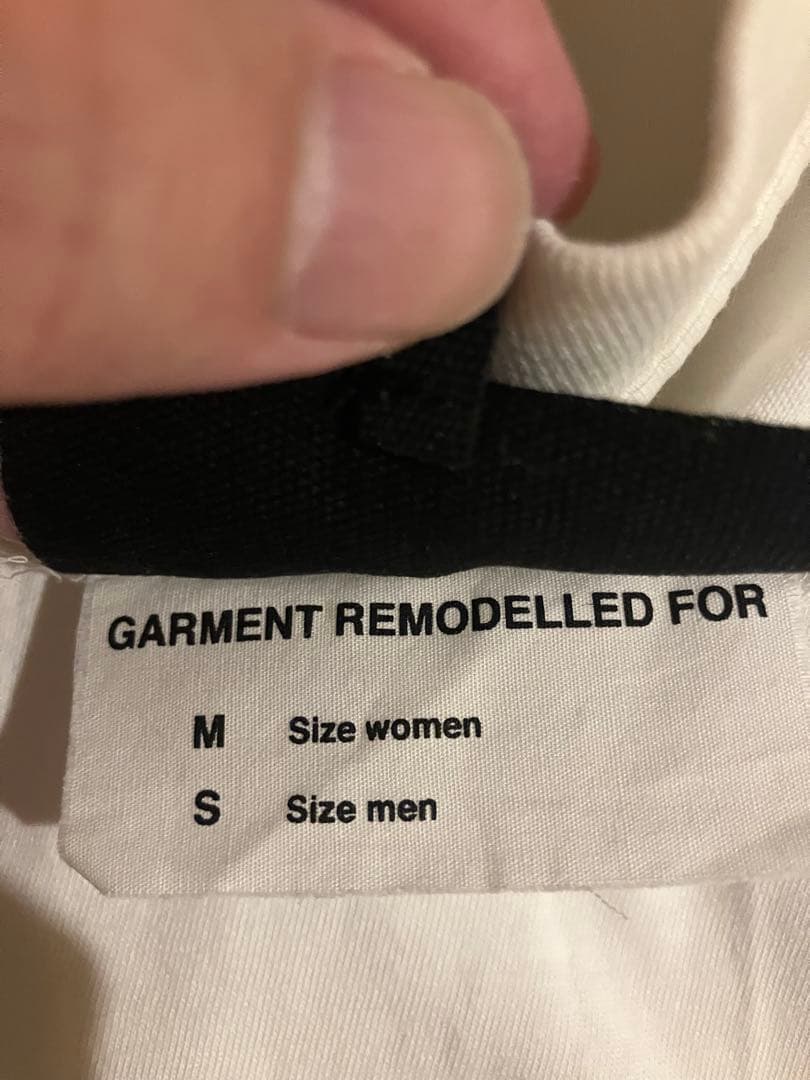 GARMENT REMODELLED FOR
M Size women
S Size men